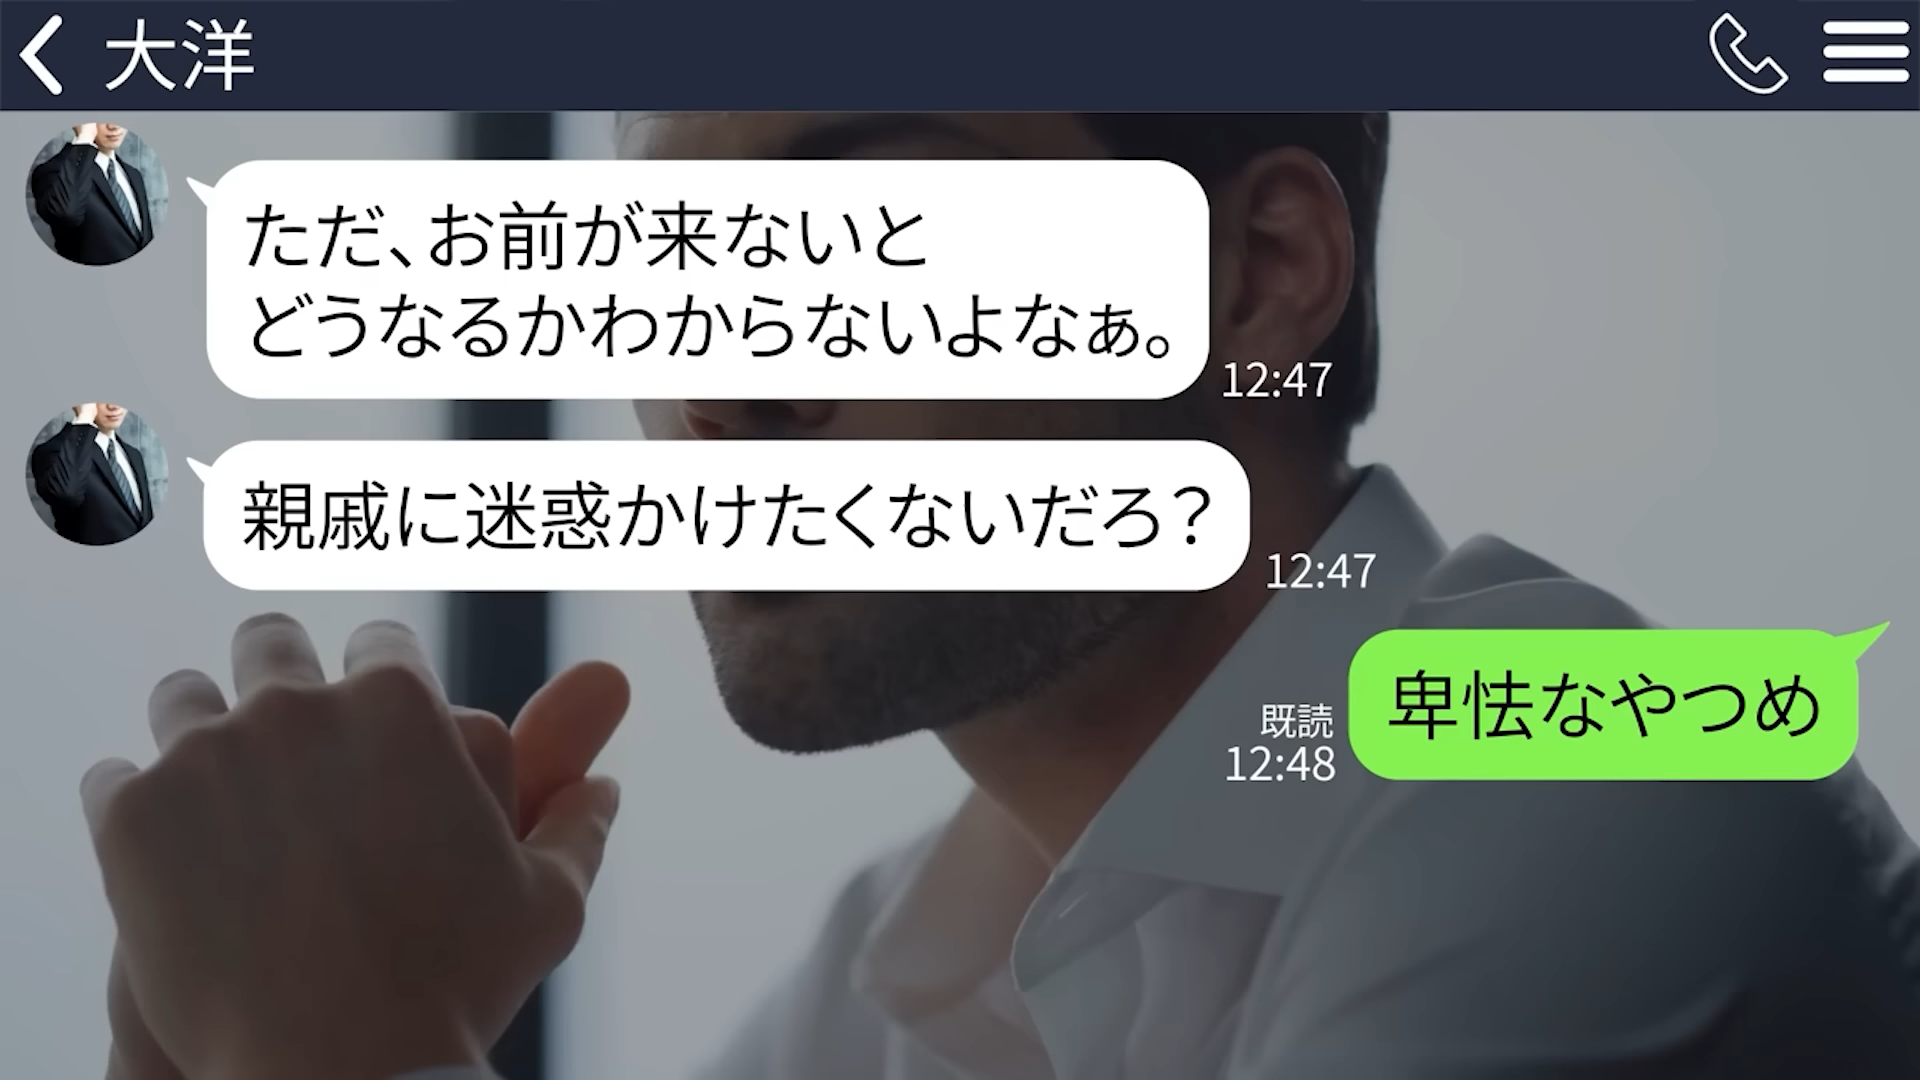 大洋
ただ、お前が来ないと
どうなるかわからないよなぁ。
12:47
親戚に迷惑かけたくないだろ？
12:47
卑怯なやつめ
既読
12:48